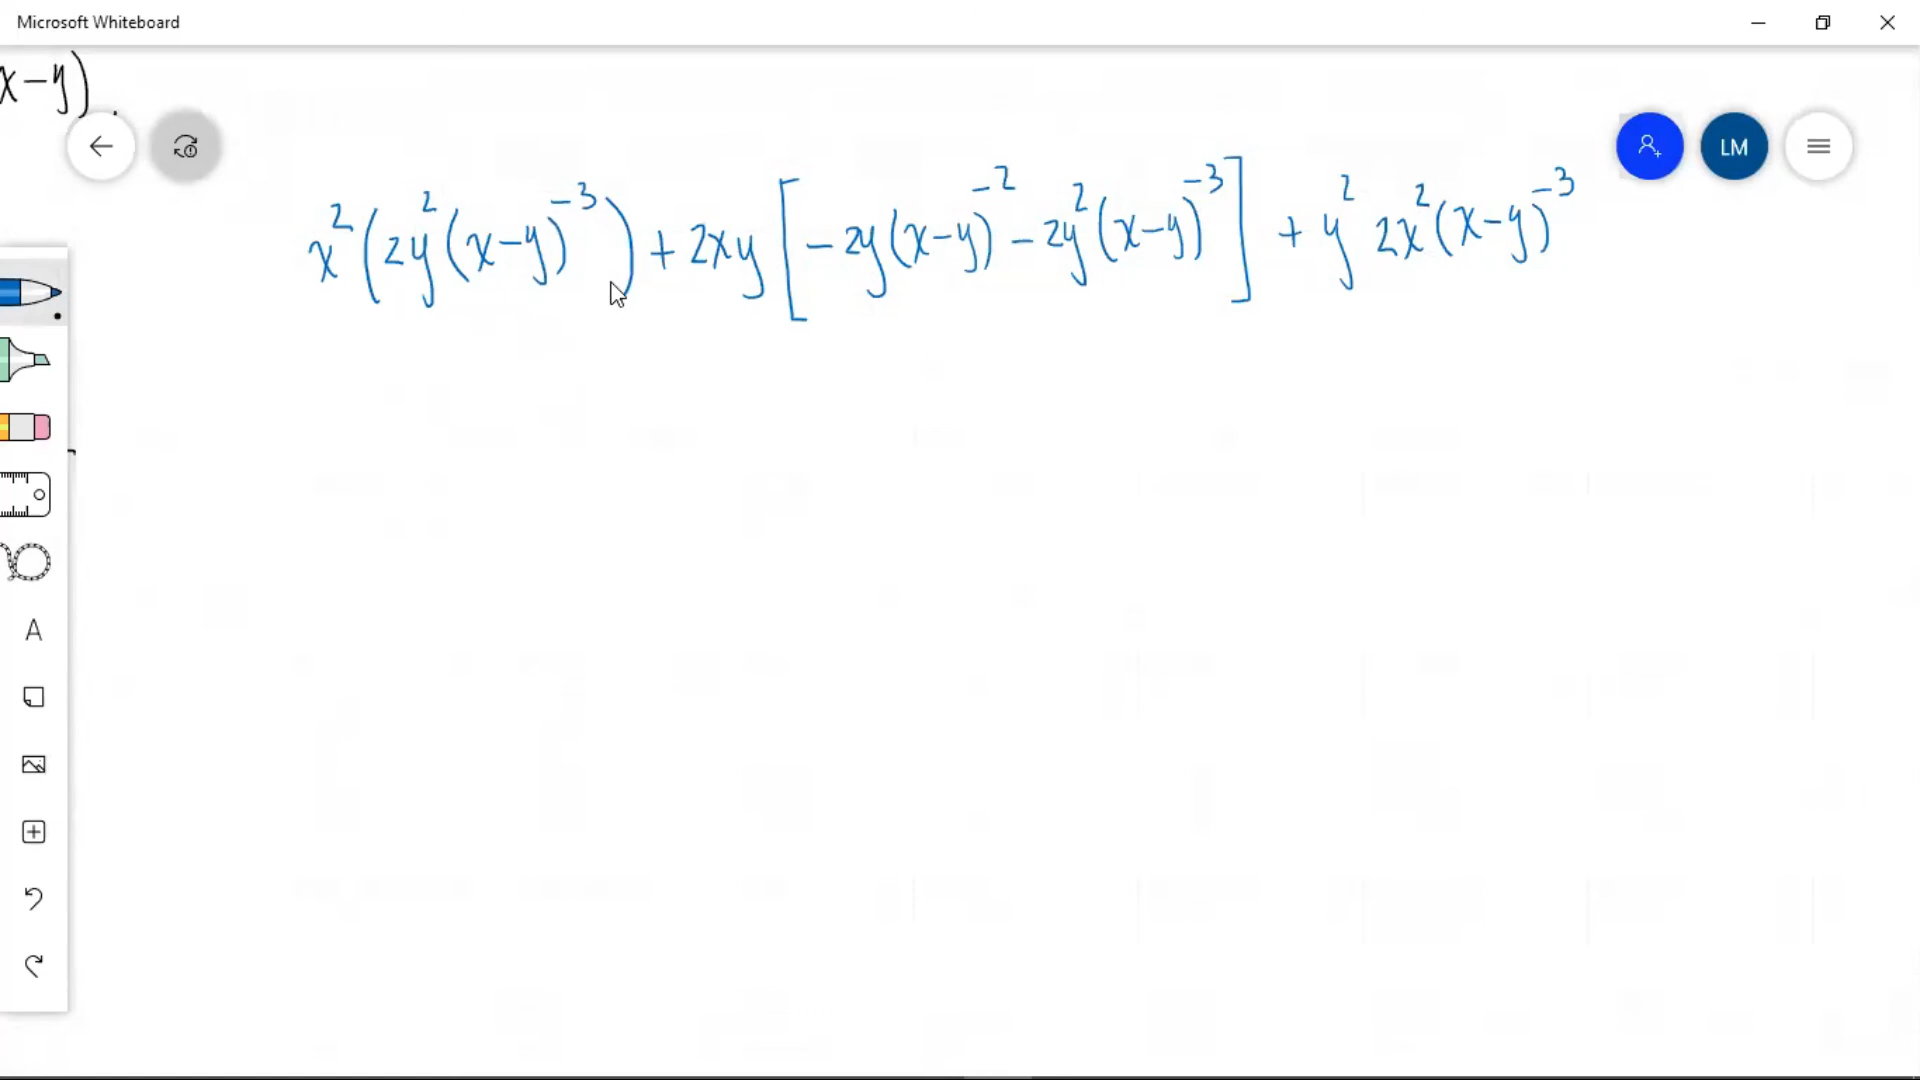 Microsoft Whiteboard
x-y).
LM
x²(2y²(x-y)⁻³) + 2xy[-2y(x-y)⁻² - 2y²(x-y)⁻³] + y² 2x²(x-y)⁻³
A